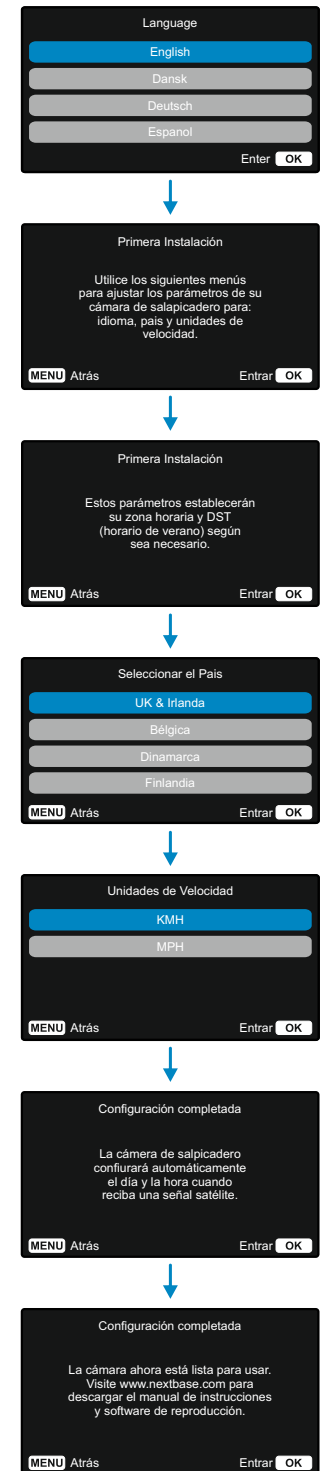 Language
English
Dansk
Deutsch
Espanol
Enter OK
Primera Instalación
Utilice los siguientes menús
para ajustar los parámetros de su
cámara de salapicadero para:
idioma, pais y unidades de
velocidad.
MENU Atrás Entrar OK
Primera Instalación
Estos parámetros establecerán
su zona horaria y DST
(horario de verano) según
sea necesario.
MENU Atrás Entrar OK
Seleccionar el Pais
UK & Irlanda
Bélgica
Dinamarca
Finlandia
MENU Atrás Entrar OK
Unidades de Velocidad
KMH
MPH
MENU Atrás Entrar OK
Configuración completada
La cámera de salpicadero
confiurará automáticamente
el día y la hora cuando
reciba una señal satélite.
MENU Atrás Entrar OK
Configuración completada
La cámara ahora está lista para usar.
Visite www.nextbase.com para
descargar el manual de instrucciones
y software de reproducción.
MENU Atrás Entrar OK